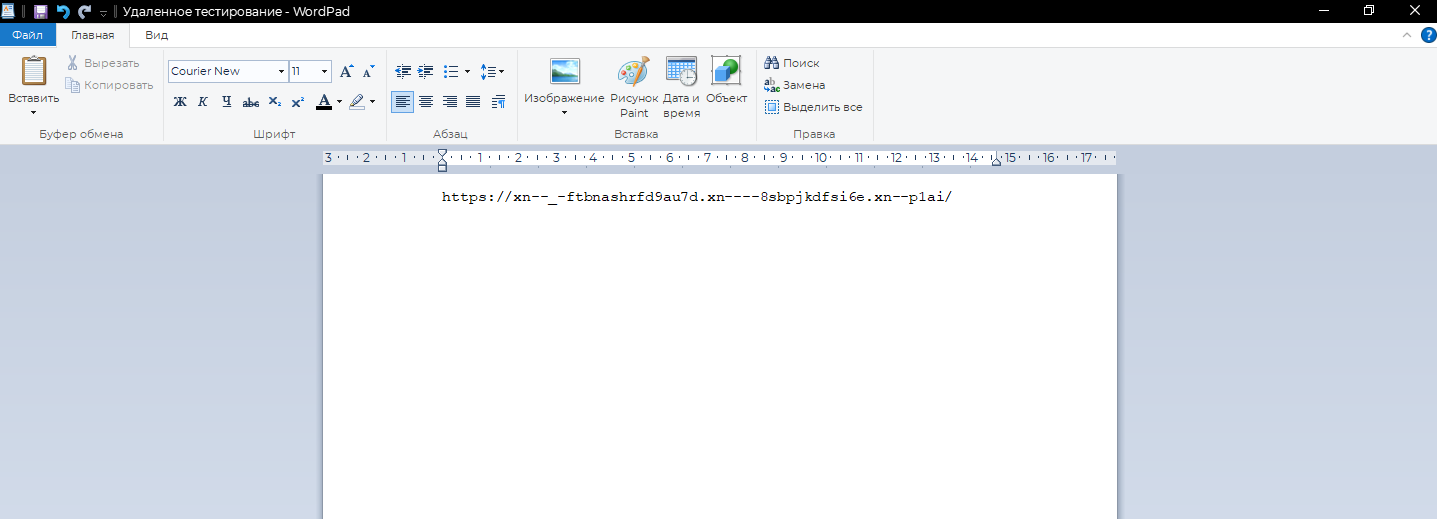 Удаленное тестирование - WordPad
Файл Главная Вид
Вставить
Вырезать
Копировать
Буфер обмена
Courier New 11
Ж К Ч abc X₂ X²
А
Шрифт
Абзац
Изображение
Рисунок Paint
Дата и время
Объект
Вставка
Поиск
Замена
Выделить все
Правка
3 2 1 1 2 3 4 5 6 7 8 9 10 11 12 13 14 15 16 17
https://xn--_-ftbnashrfd9au7d.xn----8sbpjkdfsi6e.xn--p1ai/